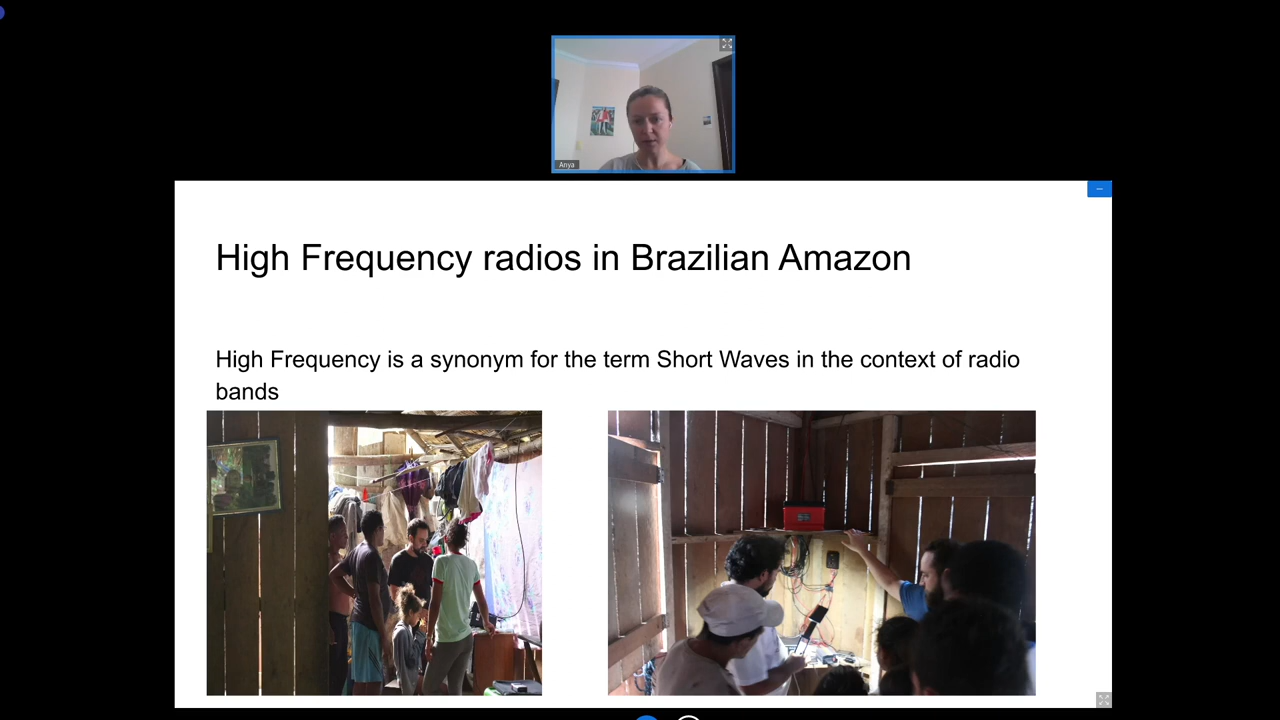 Anya
High Frequency radios in Brazilian Amazon
High Frequency is a synonym for the term Short Waves in the context of radio
bands